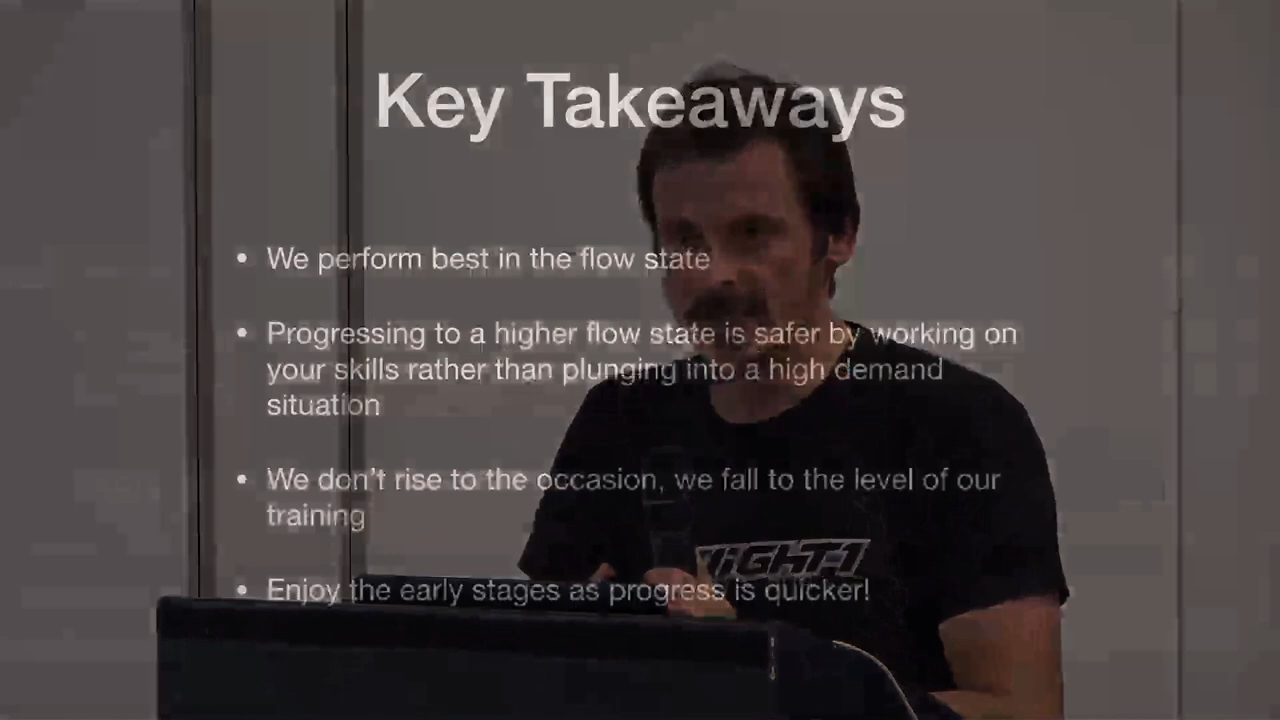 Key Takeaways
• We perform best in the flow state
• Progressing to a higher flow state is safer by working on
your skills rather than plunging into a high demand
situation
• We don't rise to the occasion, we fall to the level of our
training
• Enjoy the early stages as progress is quicker!
FLIGHT-1